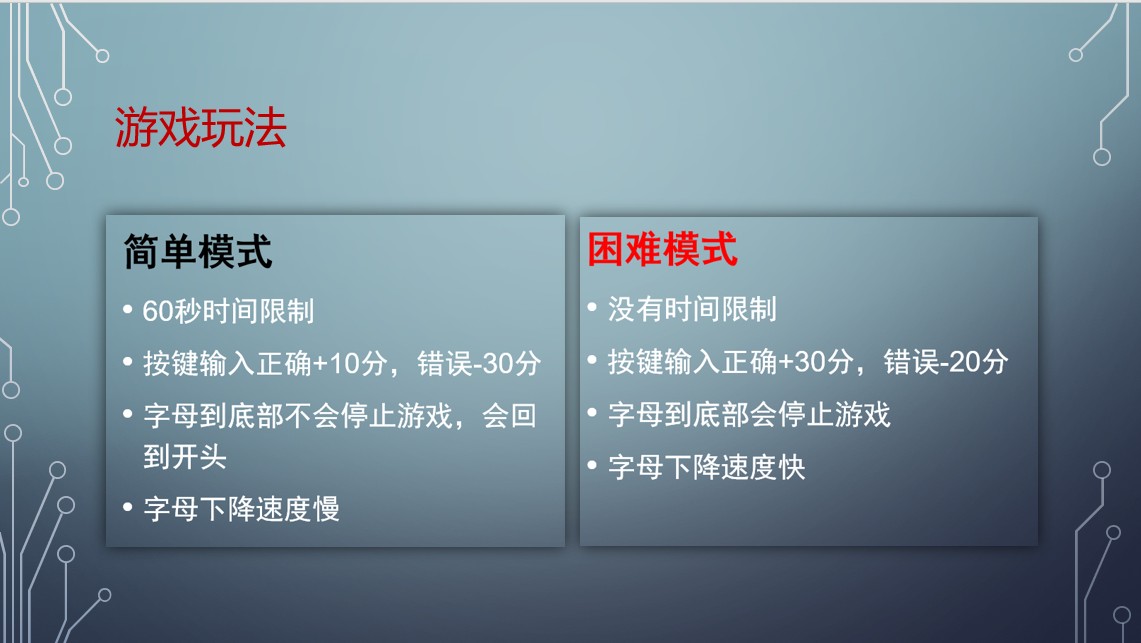 游戏玩法
简单模式
• 60秒时间限制
• 按键输入正确+10分，错误-30分
• 字母到底部不会停止游戏，会回
到开头
• 字母下降速度慢
困难模式
• 没有时间限制
• 按键输入正确+30分，错误-20分
• 字母到底部会停止游戏
• 字母下降速度快